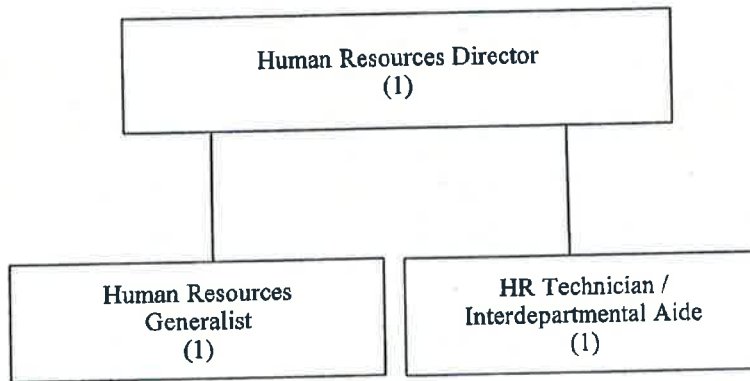 Human Resources Director
(1)
Human Resources
Generalist
(1)
HR Technician /
Interdepartmental Aide
(1)